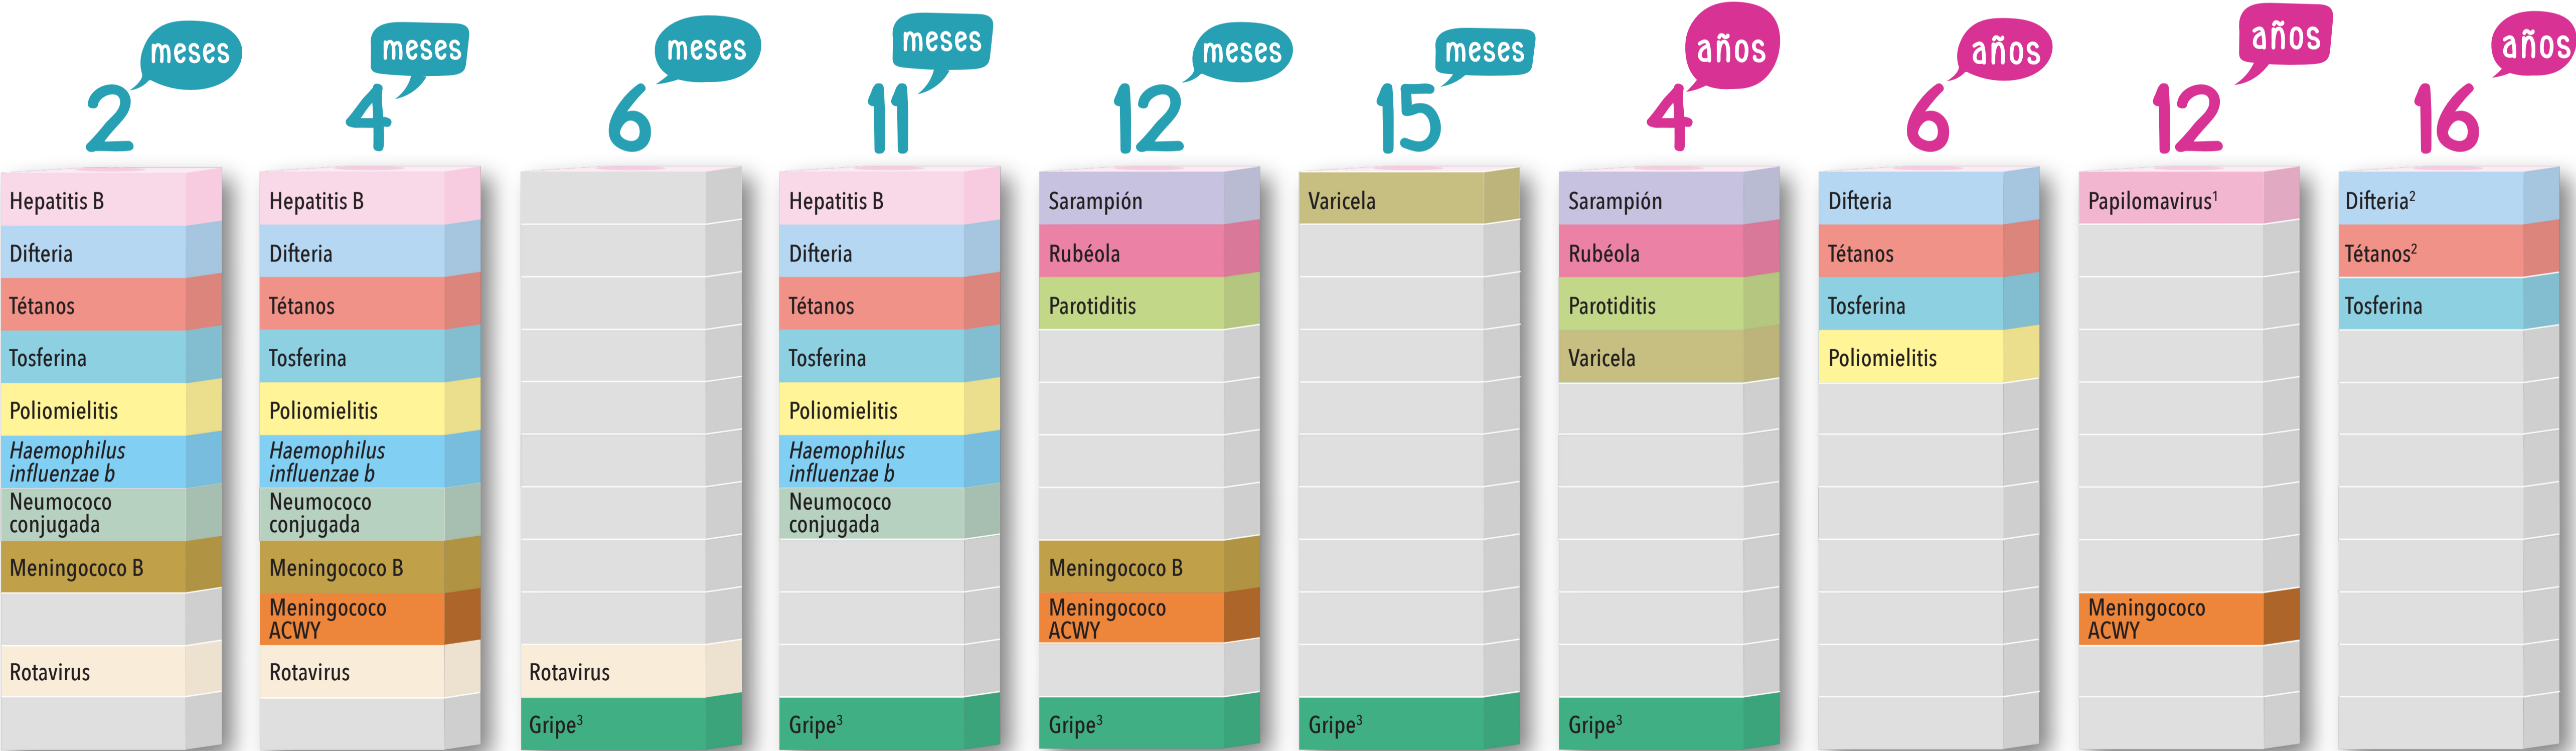 2 meses
4 meses
6 meses
11 meses
12 meses
15 meses
4 años
6 años
12 años
16 años
Hepatitis B
Difteria
Tétanos
Tosferina
Poliomielitis
Haemophilus
influenzae b
Neumococo
conjugada
Meningococo B
Rotavirus
Hepatitis B
Difteria
Tétanos
Tosferina
Poliomielitis
Haemophilus
influenzae b
Neumococo
conjugada
Meningococo B
Meningococo
ACWY
Rotavirus
Rotavirus
Gripe³
Hepatitis B
Difteria
Tétanos
Tosferina
Poliomielitis
Haemophilus
influenzae b
Neumococo
conjugada
Gripe³
Sarampión
Rubéola
Parotiditis
Meningococo B
Meningococo
ACWY
Gripe³
Varicela
Gripe³
Sarampión
Rubéola
Parotiditis
Varicela
Gripe³
Difteria
Tétanos
Tosferina
Poliomielitis
Papilomavirus¹
Meningococo
ACWY
Difteria²
Tétanos²
Tosferina